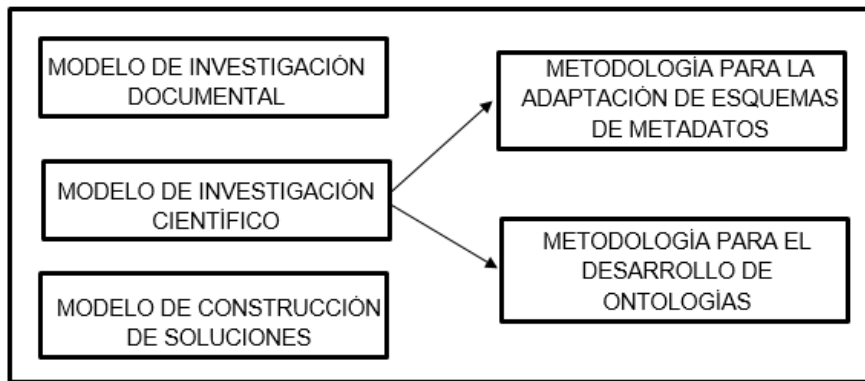 MODELO DE INVESTIGACIÓN
DOCUMENTAL
MODELO DE INVESTIGACIÓN
CIENTÍFICO
MODELO DE CONSTRUCCIÓN
DE SOLUCIONES
METODOLOGÍA PARA LA
ADAPTACIÓN DE ESQUEMAS
DE METADATOS
METODOLOGÍA PARA EL
DESARROLLO DE
ONTOLOGÍAS